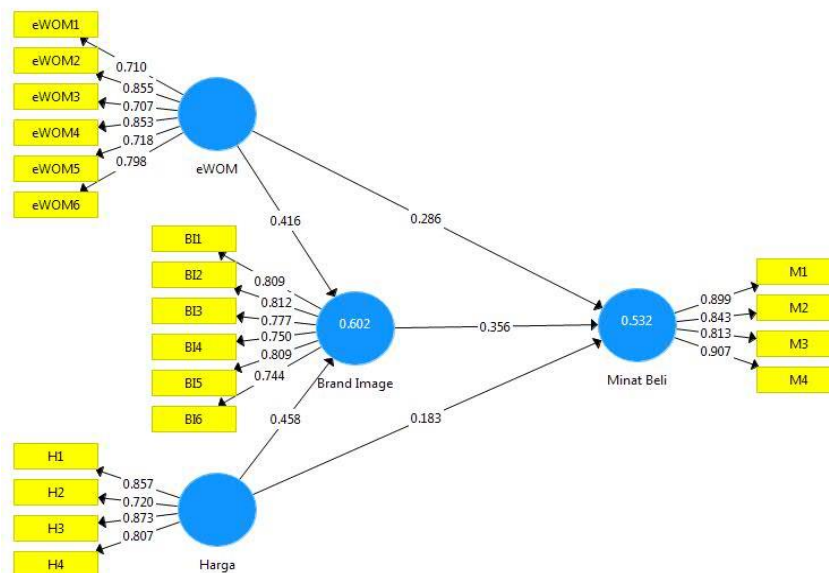 eWOM1
eWOM2
eWOM3
eWOM4
eWOM5
eWOM6
0.710
0.855
0.707
0.853
0.718
0.798
eWOM
0.416
0.286
BI1
BI2
BI3
BI4
BI5
BI6
0.809
0.812
0.777
0.750
0.809
0.744
0.602
Brand Image
0.356
0.532
Minat Beli
0.899
0.843
0.813
0.907
M1
M2
M3
M4
0.458
0.183
H1
H2
H3
H4
0.857
0.720
0.873
0.807
Harga